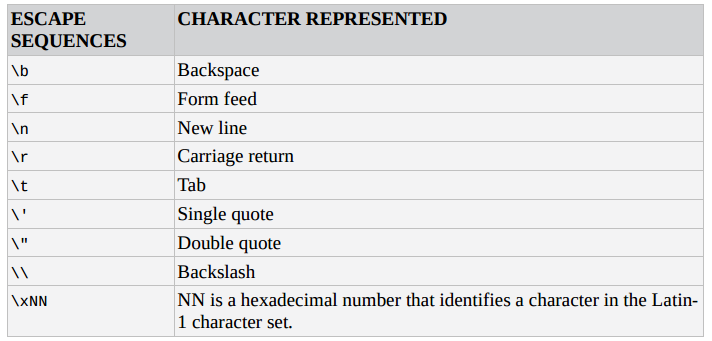 ESCAPE SEQUENCES CHARACTER REPRESENTED
\b Backspace
\f Form feed
\n New line
\r Carriage return
\t Tab
\' Single quote
\" Double quote
\\ Backslash
\xNN NN is a hexadecimal number that identifies a character in the Latin-
1 character set.